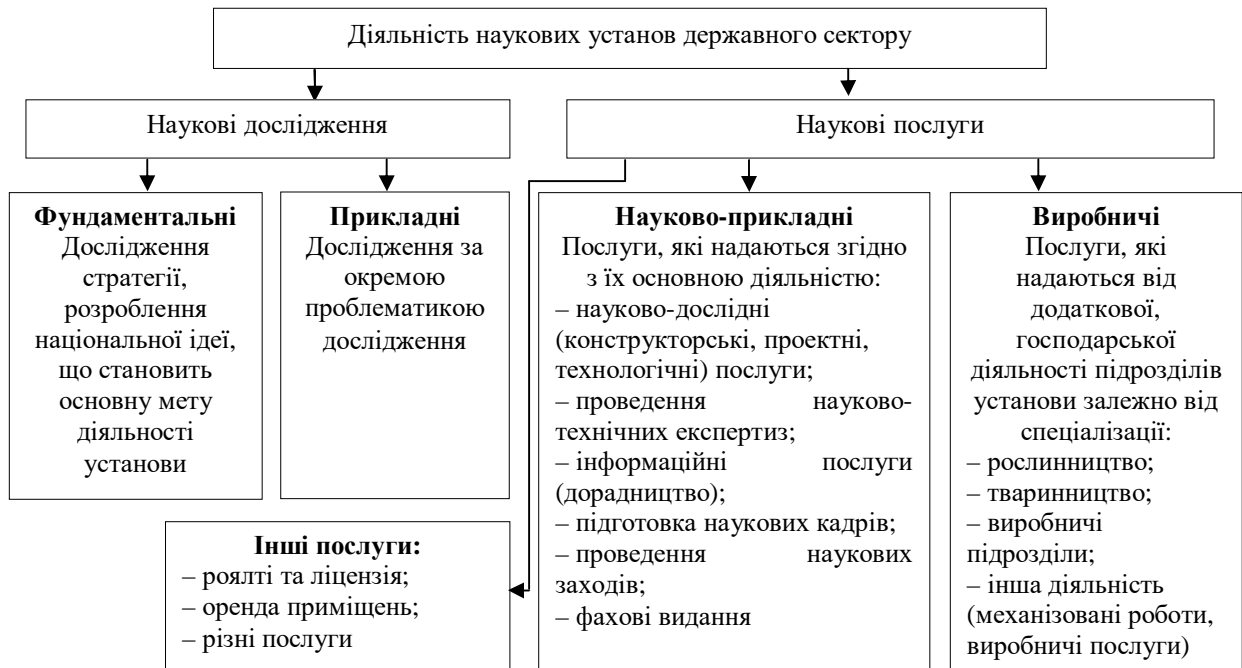 Діяльність наукових установ державного сектору
Наукові дослідження
Наукові послуги
Фундаментальні
Дослідження
стратегії,
розроблення
національної ідеї,
що становить
основну мету
діяльності
установи
Прикладні
Дослідження за
окремою
проблематикою
дослідження
Науково-прикладні
Послуги, які надаються згідно
з їх основною діяльністю:
– науково-дослідні
(конструкторські, проектні,
технологічні) послуги;
– проведення науково-
технічних експертиз;
– інформаційні послуги
(дорадництво);
– підготовка наукових кадрів;
– проведення наукових
заходів;
– фахові видання
Виробничі
Послуги, які
надаються від
додаткової,
господарської
діяльності підрозділів
установи залежно від
спеціалізації:
– рослинництво;
– тваринництво;
– виробничі
підрозділи;
– інша діяльність
(механізовані роботи,
виробничі послуги)
Інші послуги:
– роялті та ліцензія;
– оренда приміщень;
– різні послуги